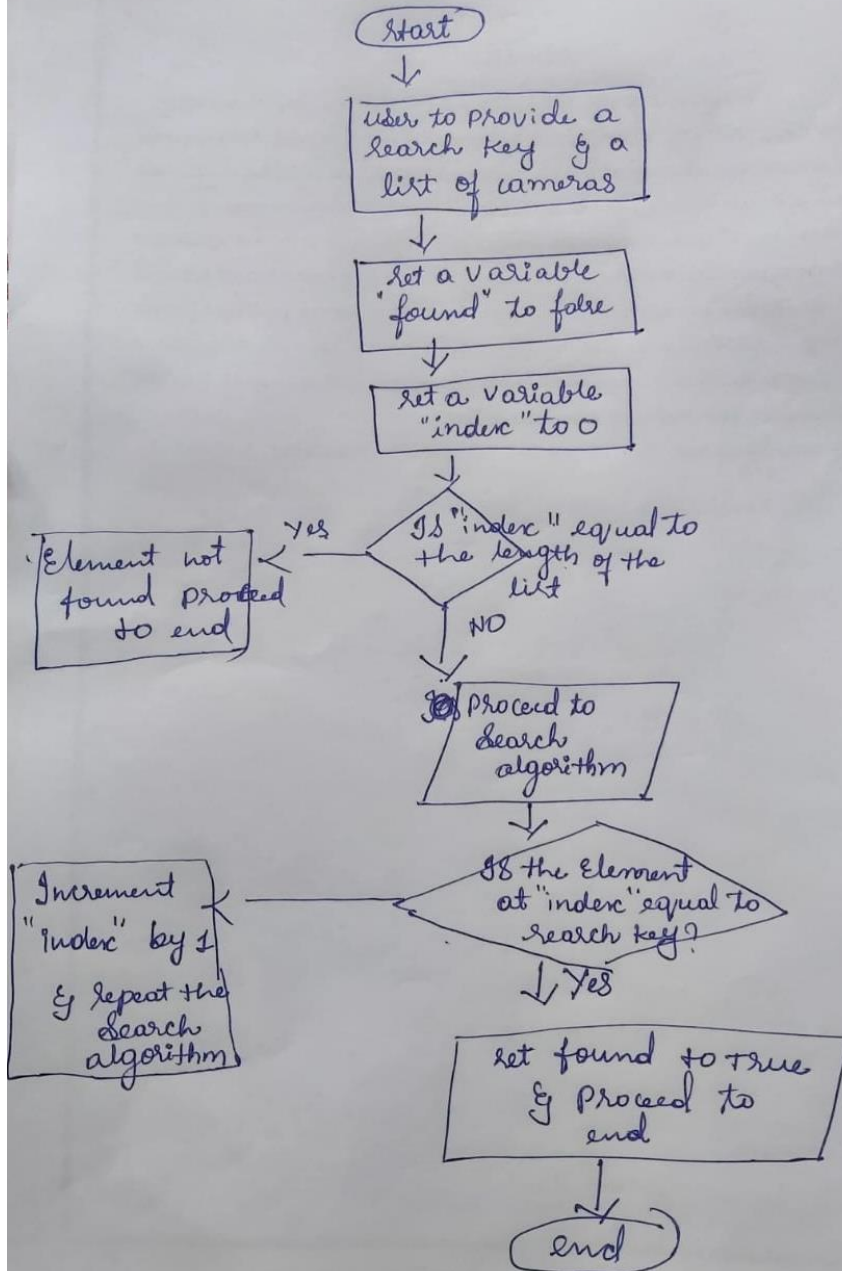 start
User to provide a
search key & a
list of cameras
set a variable
"found" to false
set a variable
"index" to 0
Is "index" equal to
the length of the
list
Yes
Element not
found proceed
to end
NO
Proceed to
search
algorithm
Is the Element
at "index" equal to
search key?
Increment
"index" by 1
& repeat the
search
algorithm
Yes
set found to True
& proceed to
end
end